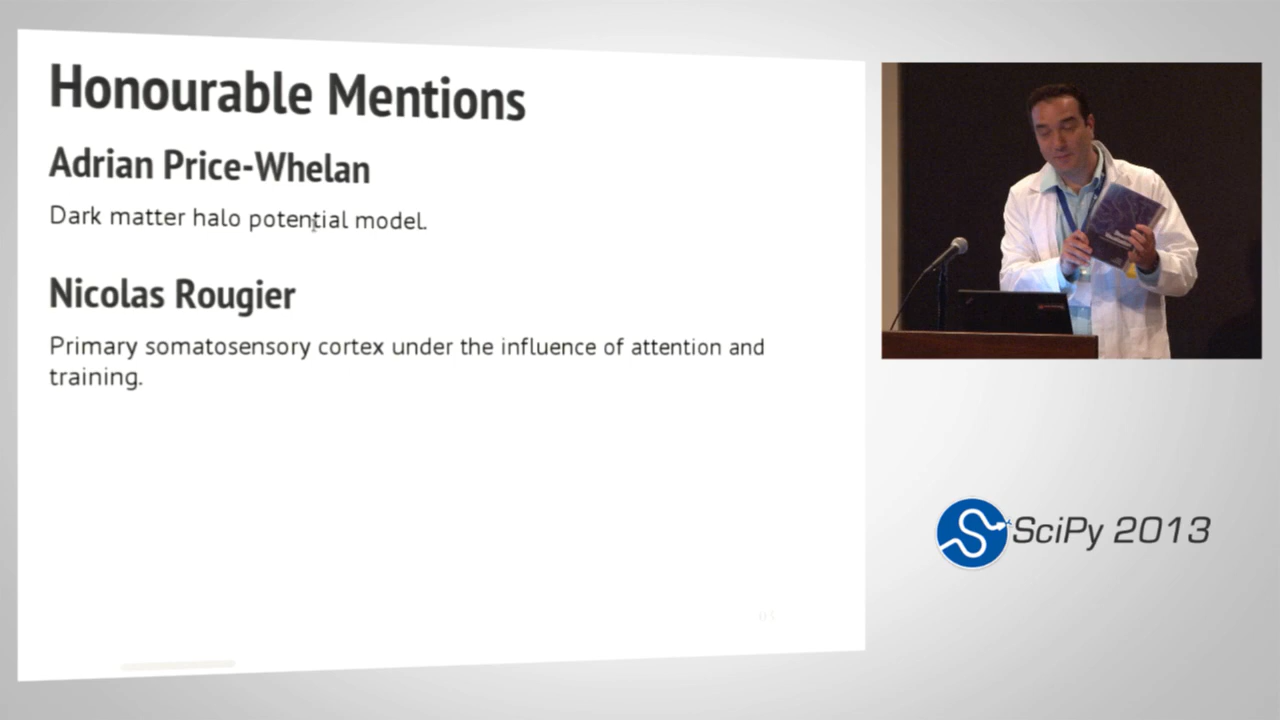 Honourable Mentions
Adrian Price-Whelan
Dark matter halo potential model.
Nicolas Rougier
Primary somatosensory cortex under the influence of attention and
training.
SciPy 2013